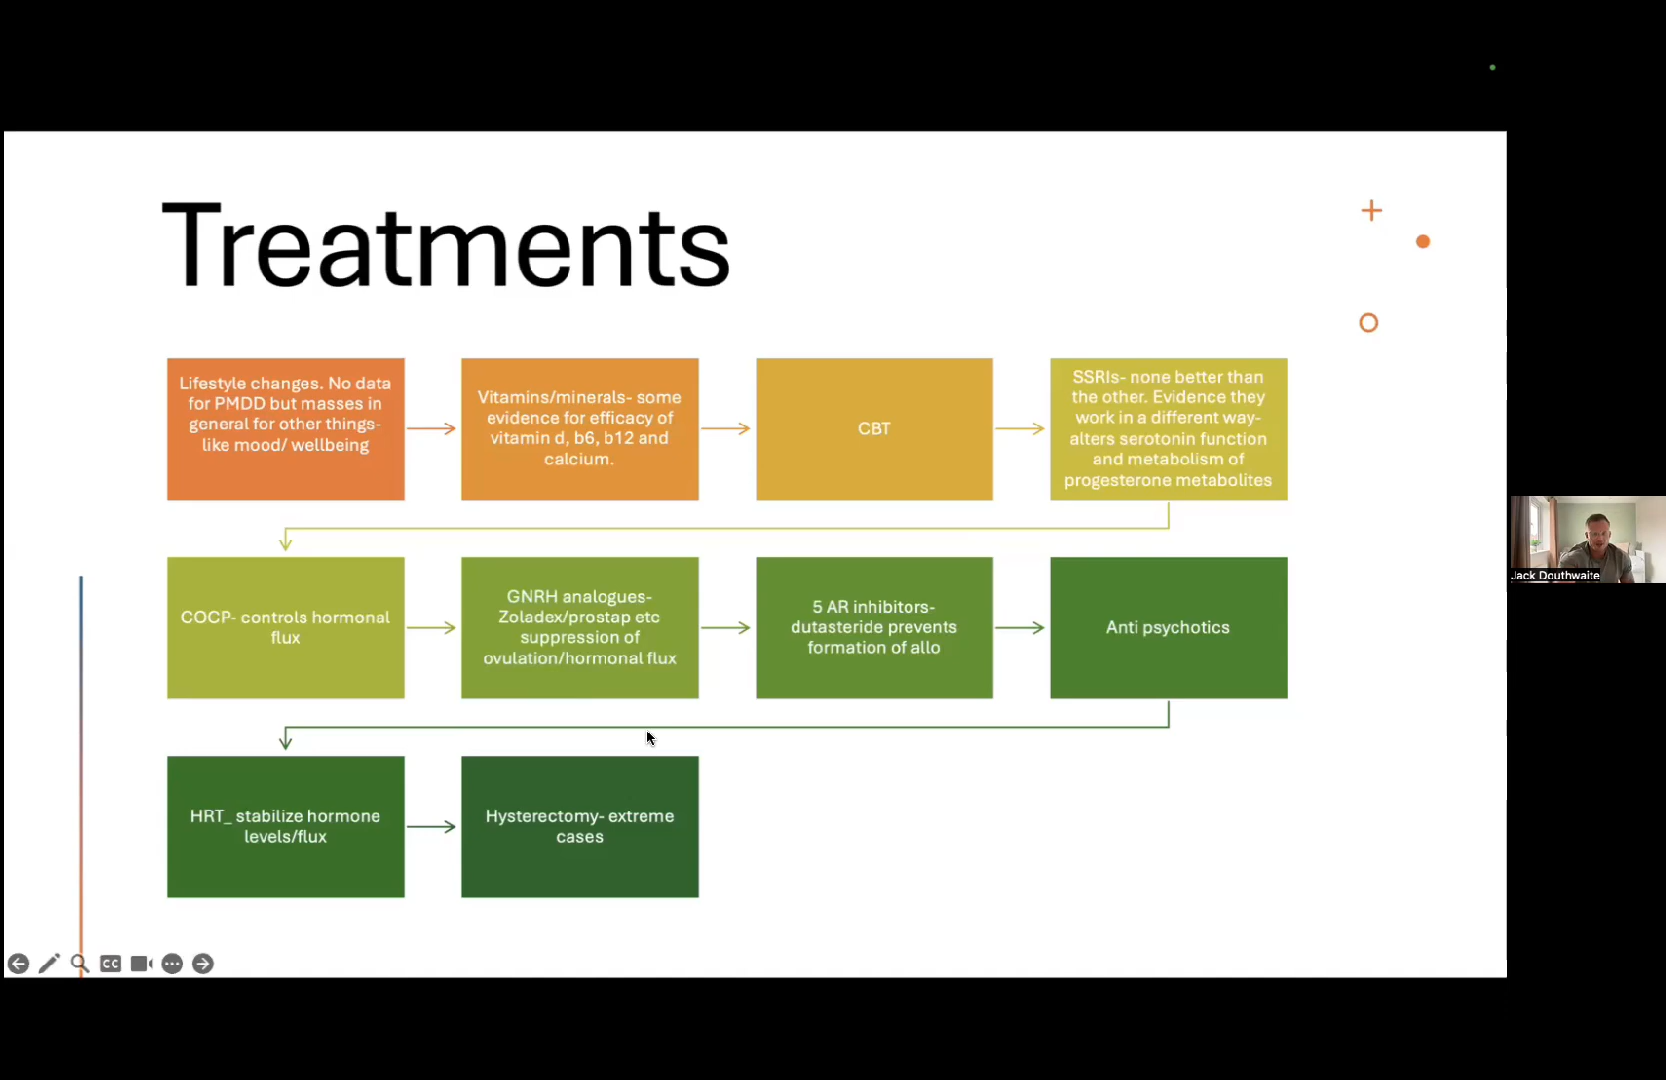 Treatments
Lifestyle changes. No data
for PMDD but masses in
general for other things-
like mood/ wellbeing
Vitamins/minerals- some
evidence for efficacy of
vitamin d, b6, b12 and
calcium.
CBT
SSRIs- none better than
the other. Evidence they
work in a different way-
alters serotonin function
and metabolism of
progesterone metabolites
COCP- controls hormonal
flux
GNRH analogues-
Zoladex/prostap etc
suppression of
ovulation/hormonal flux
5 AR inhibitors-
dutasteride prevents
formation of allo
Anti psychotics
HRT_ stabilize hormone
levels/flux
Hysterectomy- extreme
cases
CC
Jack Douthwaite